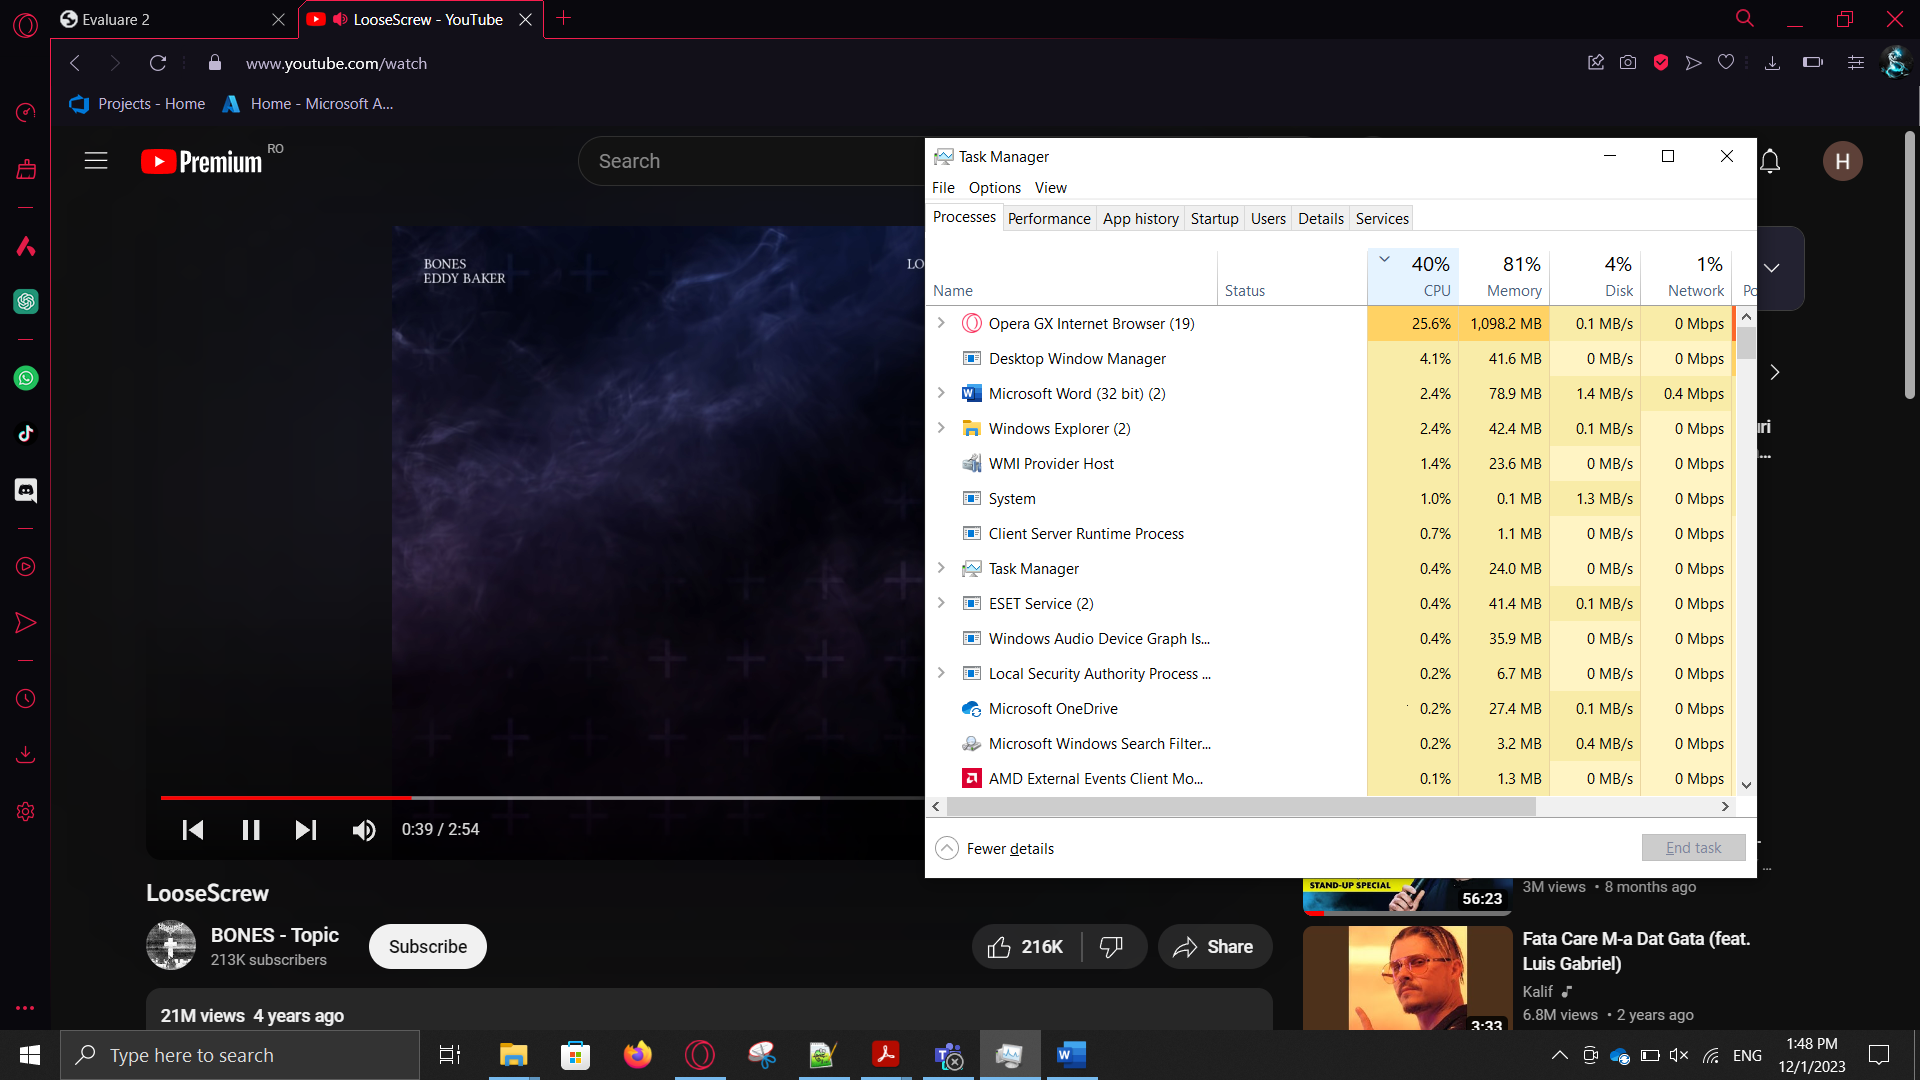 Evaluare 2
LooseScrew - YouTube
www.youtube.com/watch
Projects - Home
Home - Microsoft A...
Premium
RO
Search
H
BONES
EDDY BAKER
LO
Task Manager
File Options View
Processes Performance App history Startup Users Details Services
40% 81% 4% 1%
Name Status CPU Memory Disk Network Po
Opera GX Internet Browser (19) 25.6% 1,098.2 MB 0.1 MB/s 0 Mbps
Desktop Window Manager 4.1% 41.6 MB 0 MB/s 0 Mbps
Microsoft Word (32 bit) (2) 2.4% 78.9 MB 1.4 MB/s 0.4 Mbps
Windows Explorer (2) 2.4% 42.4 MB 0.1 MB/s 0 Mbps
WMI Provider Host 1.4% 23.6 MB 0 MB/s 0 Mbps
System 1.0% 0.1 MB 1.3 MB/s 0 Mbps
Client Server Runtime Process 0.7% 1.1 MB 0 MB/s 0 Mbps
Task Manager 0.4% 24.0 MB 0 MB/s 0 Mbps
ESET Service (2) 0.4% 41.4 MB 0.1 MB/s 0 Mbps
Windows Audio Device Graph Is... 0.4% 35.9 MB 0 MB/s 0 Mbps
Local Security Authority Process ... 0.2% 6.7 MB 0 MB/s 0 Mbps
Microsoft OneDrive 0.2% 27.4 MB 0.1 MB/s 0 Mbps
Microsoft Windows Search Filter... 0.2% 3.2 MB 0.4 MB/s 0 Mbps
AMD External Events Client Mo... 0.1% 1.3 MB 0 MB/s 0 Mbps
Fewer details
End task
ri
...
0:39 / 2:54
LooseScrew
BONES - Topic
213K subscribers
Subscribe
216K
Share
21M views 4 years ago
STAND-UP SPECIAL
56:23
3M views • 8 months ago
Fata Care M-a Dat Gata (feat.
Luis Gabriel)
Kalif
6.8M views • 2 years ago
3:33
Type here to search
ENG
1:48 PM
12/1/2023